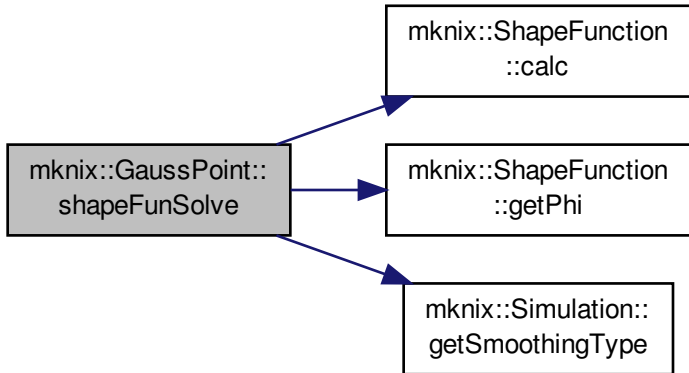 mknix::ShapeFunction
::calc
mknix::GaussPoint::
shapeFunSolve
mknix::ShapeFunction
::getPhi
mknix::Simulation::
getSmoothingType